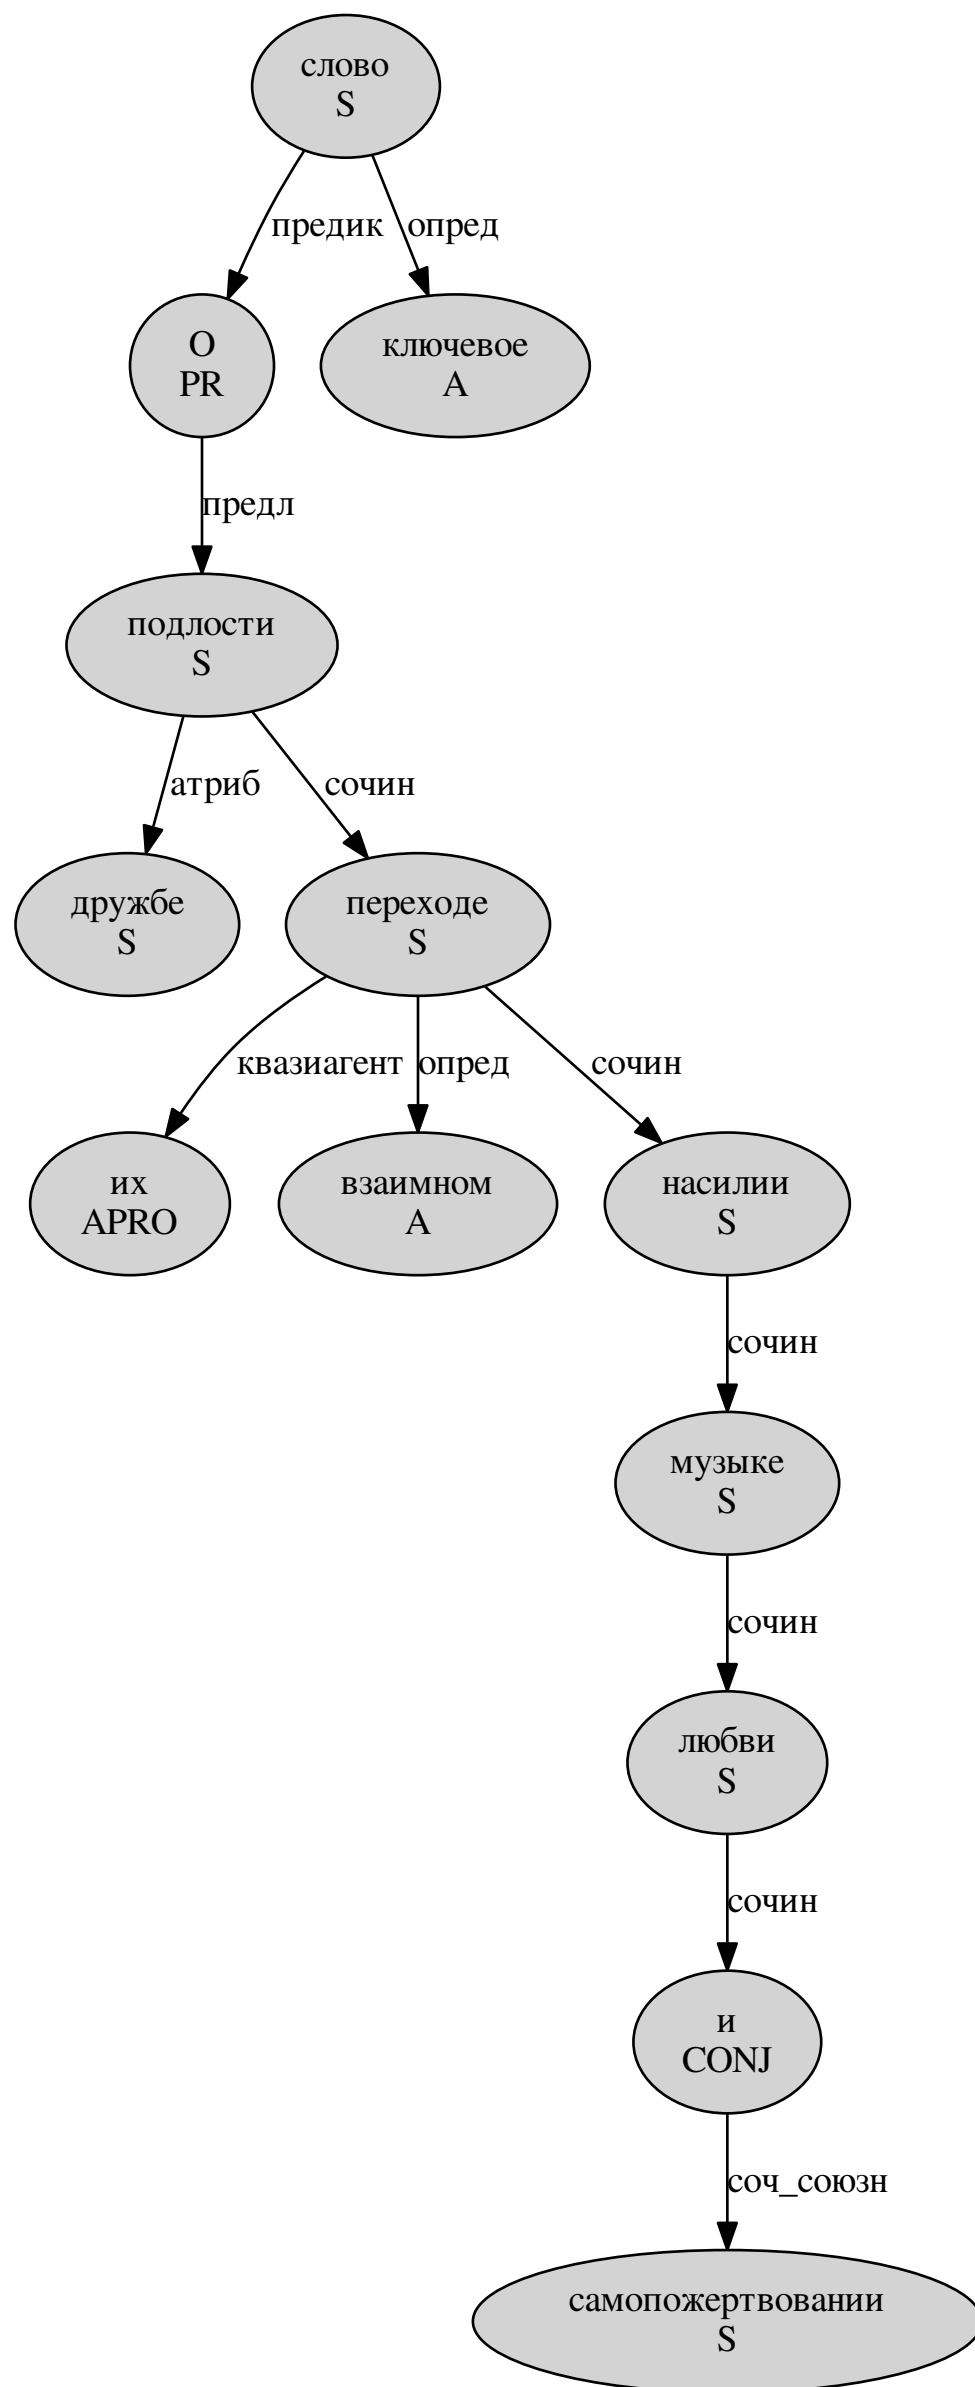 слово
S
предик опред
О
PR
ключевое
A
предл
подлости
S
атриб сочин
дружбе
S
переходе
S
квазиагент опред сочин
их
APRO
взаимном
A
насилии
S
сочин
музыке
S
сочин
любви
S
сочин
и
CONJ
соч_союзн
самопожертвовании
S